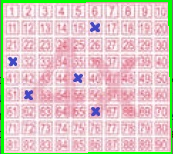 1 2 3 4 5 6 7 8 9 10
11 12 13 14 15 17 18 19 20
21 22 23 24 25 26 27 28 29 30
32 33 34 35 36 37 38 39 40
41 42 43 44 46 47 48 49 50
51 53 54 55 56 57 58 59 60
61 62 63 64 65 67 68 69 70
71 72 73 74 75 76 77 78 79 80
81 82 83 84 85 86 87 88 89 90